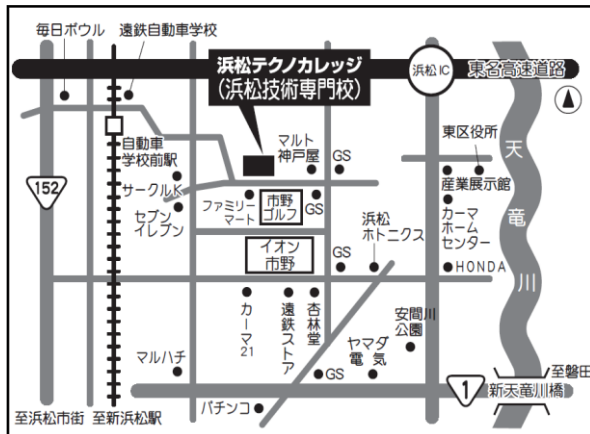 毎日ボウル
遠鉄自動車学校
浜松テクノカレッジ
(浜松技術専門校)
浜松IC
東名高速道路
自動車
学校前駅
マルト
神戸屋
GS
東区役所
天竜川
152
サークルK
セブン
イレブン
ファミリー
マート
市野
ゴルフ
GS
浜松
ホトニクス
産業展示館
カーマ
ホーム
センター
イオン
市野
GS
HONDA
カーマ
21
遠鉄ストア
杏林堂
安間川
公園
マルハチ
GS
ヤマダ
電気
1
至磐田
新天竜川橋
至浜松市街
至新浜松駅
パチンコ